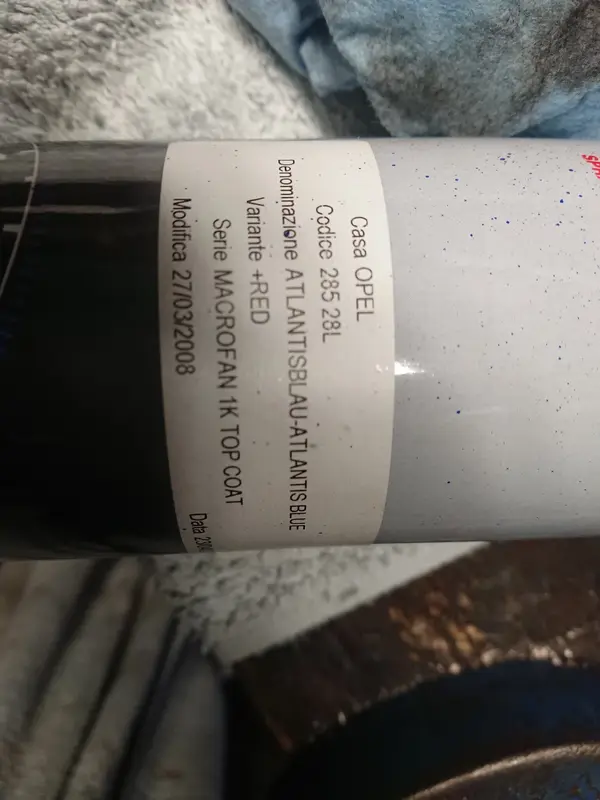 Casa OPEL
Codice 285 28L
Denominazione ATLANTISBLAU-ATLANTIS BLUE
Variante +RED
Serie MACROFAN 1K TOP COAT
Modifica 27/03/2008
Data